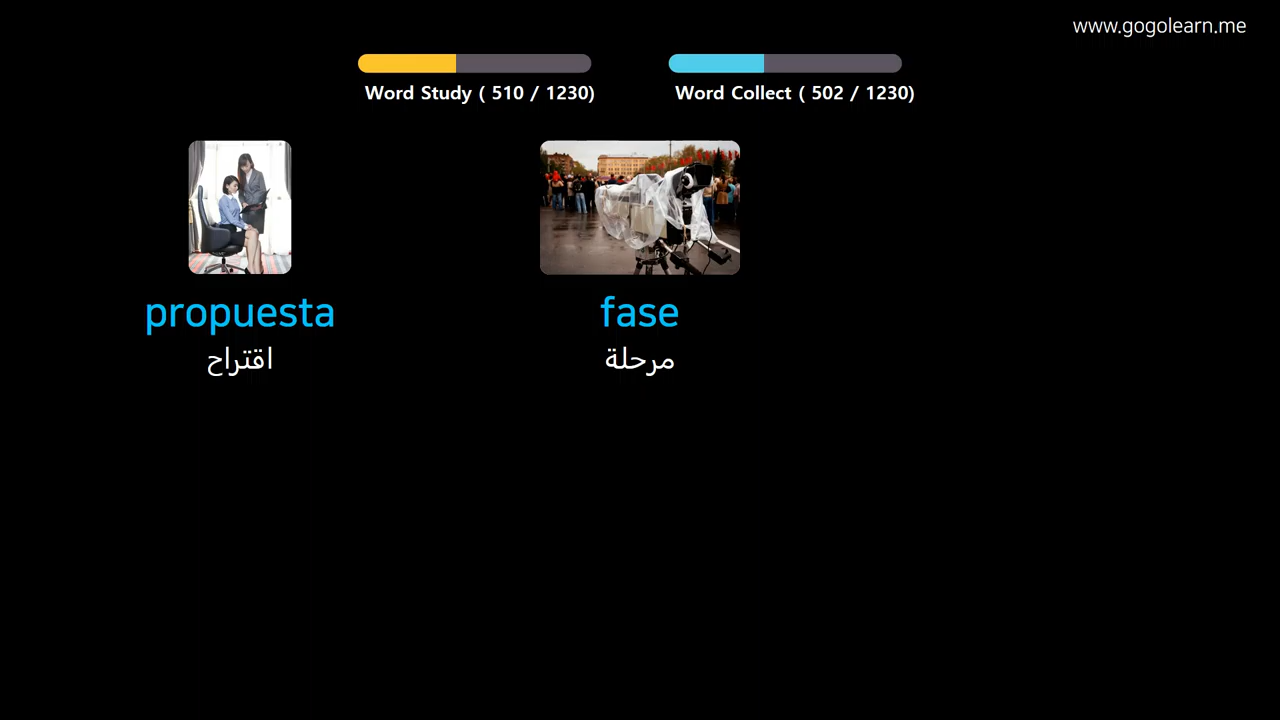 www.gogolearn.me
Word Study ( 510 / 1230)
Word Collect ( 502 / 1230)
propuesta
اقتراح
fase
مرحلة